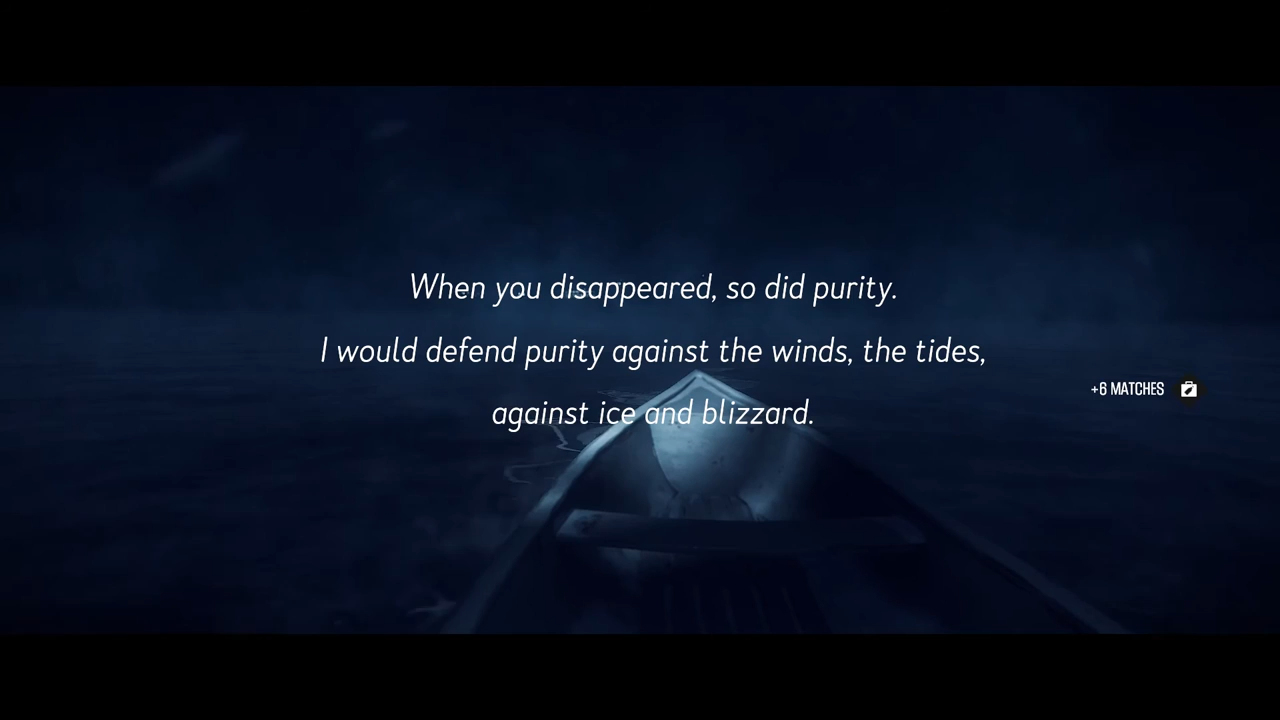 When you disappeared, so did purity.
I would defend purity against the winds, the tides,
+6 MATCHES
against ice and blizzard.